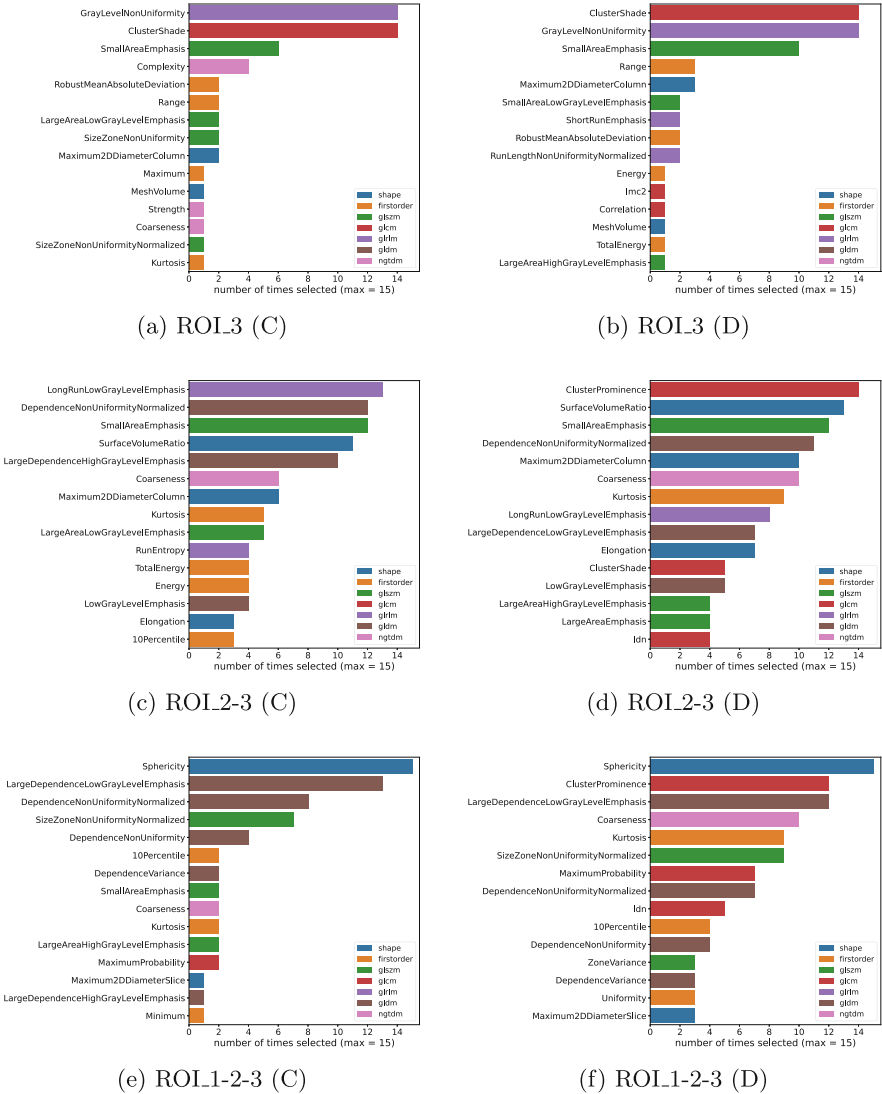 GrayLevelNonUniformity
ClusterShade
SmallAreaEmphasis
Complexity
RobustMeanAbsoluteDeviation
Range
LargeAreaLowGrayLevelEmphasis
SizeZoneNonUniformity
Maximum2DDiameterColumn
Maximum
MeshVolume
Strength
Coarseness
SizeZoneNonUniformityNormalized
Kurtosis
shape
firstorder
glszm
glcm
glrlm
gldm
ngtdm
0 2 4 6 8 10 12 14
number of times selected (max = 15)
(a) ROI_3 (C)
ClusterShade
GrayLevelNonUniformity
SmallAreaEmphasis
Range
Maximum2DDiameterColumn
SmallAreaLowGrayLevelEmphasis
ShortRunEmphasis
RobustMeanAbsoluteDeviation
RunLengthNonUniformityNormalized
Energy
Imc2
Correlation
MeshVolume
TotalEnergy
LargeAreaHighGrayLevelEmphasis
shape
firstorder
glszm
glcm
glrlm
gldm
ngtdm
0 2 4 6 8 10 12 14
number of times selected (max = 15)
(b) ROI_3 (D)
LongRunLowGrayLevelEmphasis
DependenceNonUniformityNormalized
SmallAreaEmphasis
SurfaceVolumeRatio
LargeDependenceHighGrayLevelEmphasis
Coarseness
Maximum2DDiameterColumn
Kurtosis
LargeAreaLowGrayLevelEmphasis
RunEntropy
TotalEnergy
Energy
LowGrayLevelEmphasis
Elongation
10Percentile
shape
firstorder
glszm
glcm
glrlm
gldm
ngtdm
0 2 4 6 8 10 12 14
number of times selected (max = 15)
(c) ROI_2-3 (C)
ClusterProminence
SurfaceVolumeRatio
SmallAreaEmphasis
DependenceNonUniformityNormalized
Maximum2DDiameterColumn
Coarseness
Kurtosis
LongRunLowGrayLevelEmphasis
LargeDependenceLowGrayLevelEmphasis
Elongation
ClusterShade
LowGrayLevelEmphasis
LargeAreaHighGrayLevelEmphasis
LargeAreaEmphasis
Idn
shape
firstorder
glszm
glcm
glrlm
gldm
ngtdm
0 2 4 6 8 10 12 14
number of times selected (max = 15)
(d) ROI_2-3 (D)
Sphericity
LargeDependenceLowGrayLevelEmphasis
DependenceNonUniformityNormalized
SizeZoneNonUniformityNormalized
DependenceNonUniformity
10Percentile
DependenceVariance
SmallAreaEmphasis
Coarseness
Kurtosis
LargeAreaHighGrayLevelEmphasis
MaximumProbability
Maximum2DDiameterSlice
LargeDependenceHighGrayLevelEmphasis
Minimum
shape
firstorder
glszm
glcm
glrlm
gldm
ngtdm
0 2 4 6 8 10 12 14
number of times selected (max = 15)
(e) ROI_1-2-3 (C)
Sphericity
ClusterProminence
LargeDependenceLowGrayLevelEmphasis
Coarseness
Kurtosis
SizeZoneNonUniformityNormalized
MaximumProbability
DependenceNonUniformityNormalized
Idn
10Percentile
DependenceNonUniformity
ZoneVariance
DependenceVariance
Uniformity
Maximum2DDiameterSlice
shape
firstorder
glszm
glcm
glrlm
gldm
ngtdm
0 2 4 6 8 10 12 14
number of times selected (max = 15)
(f) ROI_1-2-3 (D)